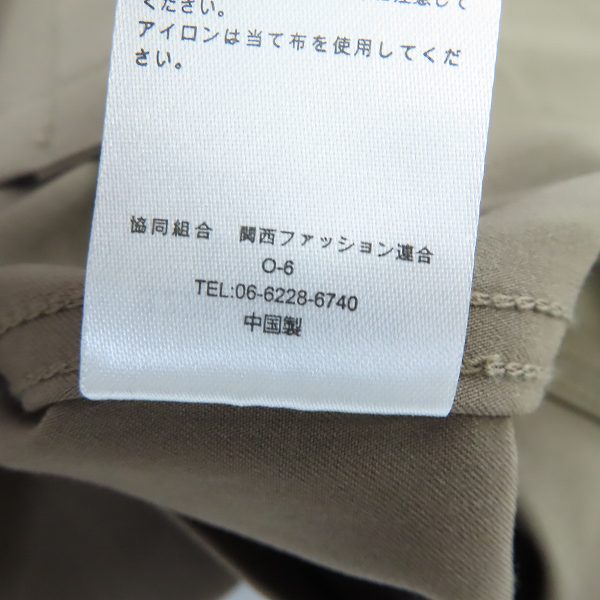 ください。
アイロンは当て布を使用してくだ
さい。
協同組合 関西ファッション連合
O-6
TEL:06-6228-6740
中国製